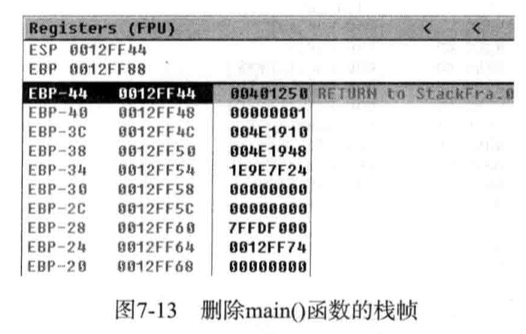 Registers (FPU) < <
ESP 0012FF44
EBP 0012FF88
EBP-44 0012FF44 00401250 RETURN to StackFra.0
EBP-40 0012FF48 00000001
EBP-3C 0012FF4C 004E1910
EBP-38 0012FF50 004E1948
EBP-34 0012FF54 1E9E7F24
EBP-30 0012FF58 00000000
EBP-2C 0012FF5C 00000000
EBP-28 0012FF60 7FFDF000
EBP-24 0012FF64 0012FF74
EBP-20 0012FF68 00000000
图7-13 删除main()函数的栈帧